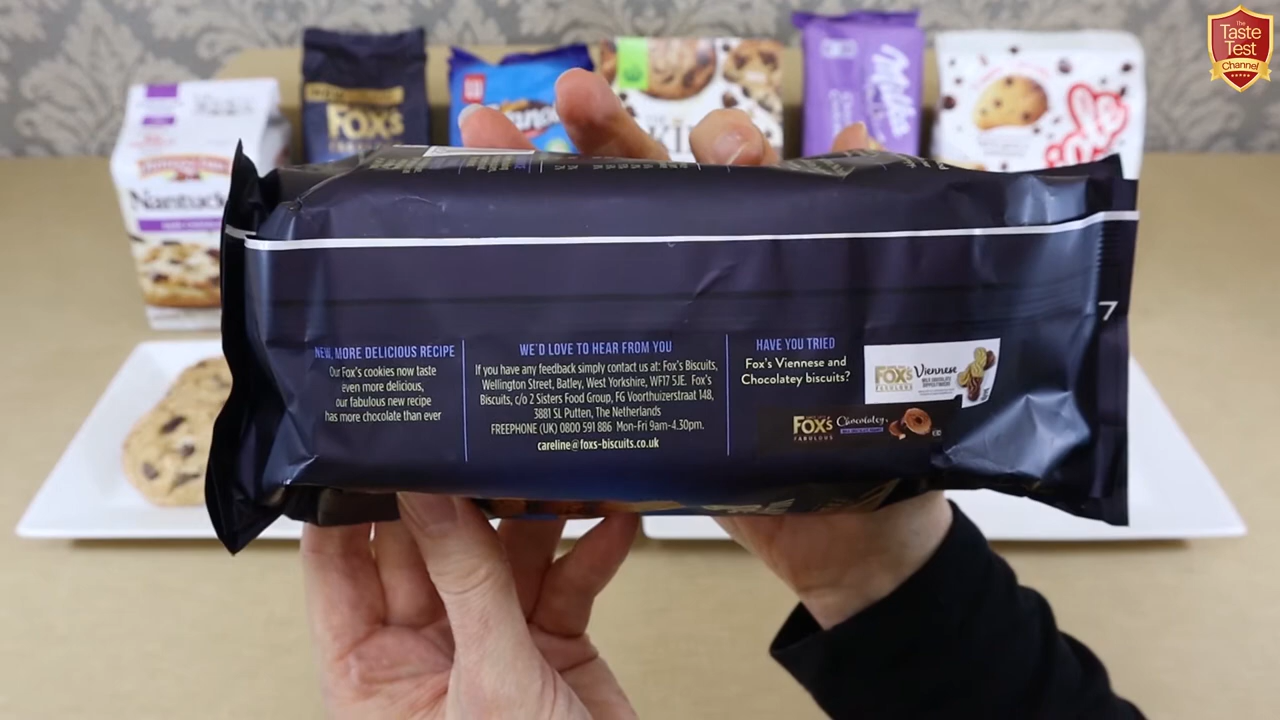 The
Taste
Test
Channel
Fox's
Nantuck
Milka
7
NEW, MORE DELICIOUS RECIPE
Our Fox's cookies now taste
even more delicious,
our fabulous new recipe
has more chocolate than ever
WE'D LOVE TO HEAR FROM YOU
If you have any feedback simply contact us at: Fox's Biscuits,
Wellington Street, Batley, West Yorkshire, WF17 5JE. Fox's
Biscuits, c/o 2 Sisters Food Group, FG Voorthuizerstraat 148,
3881 SL Putten, The Netherlands
FREEPHONE (UK) 0800 591 886 Mon-Fri 9am-4.30pm.
careline@foxs-biscuits.co.uk
HAVE YOU TRIED
Fox's Viennese and
Chocolatey biscuits?
FOX'S Viennese
FABULOUS
FOX'S Chocolatey
FABULOUS